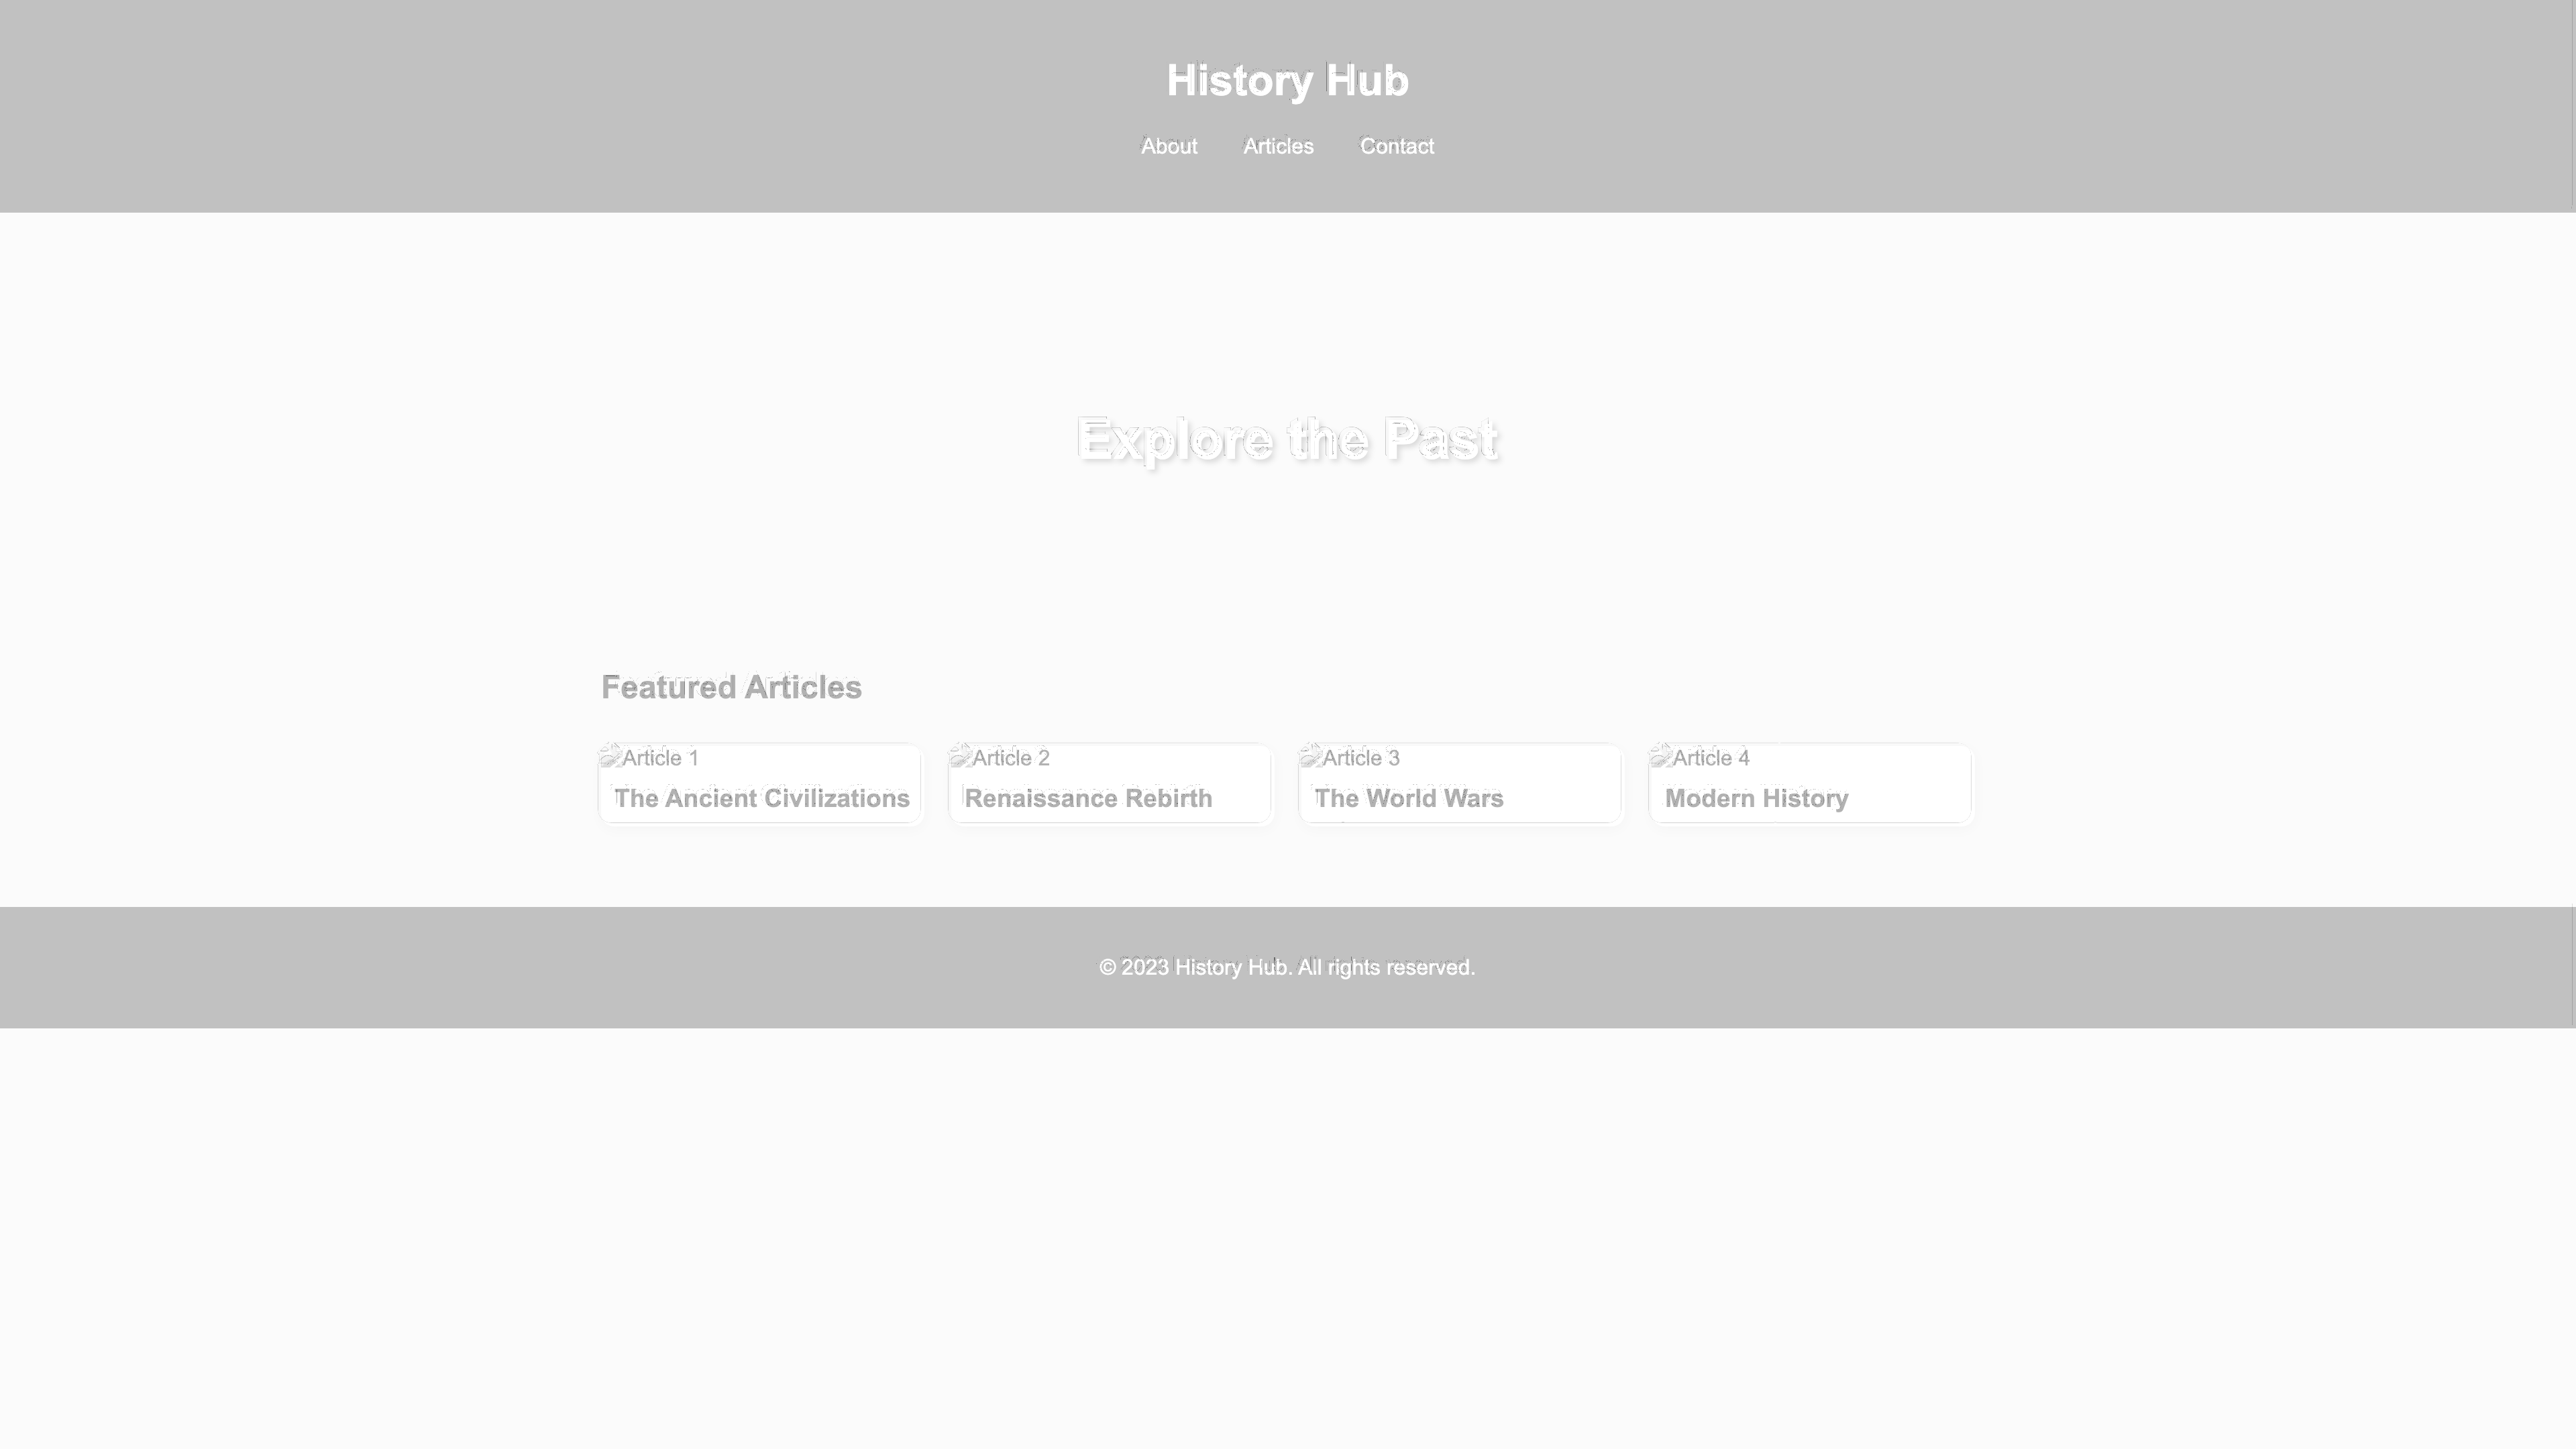 History Hub
About Articles Contact
Explore the Past
Featured Articles
Article 1 Article 2 Article 3 Article 4
The Ancient Civilizations Renaissance Rebirth The World Wars Modern History
© 2023 History Hub. All rights reserved.